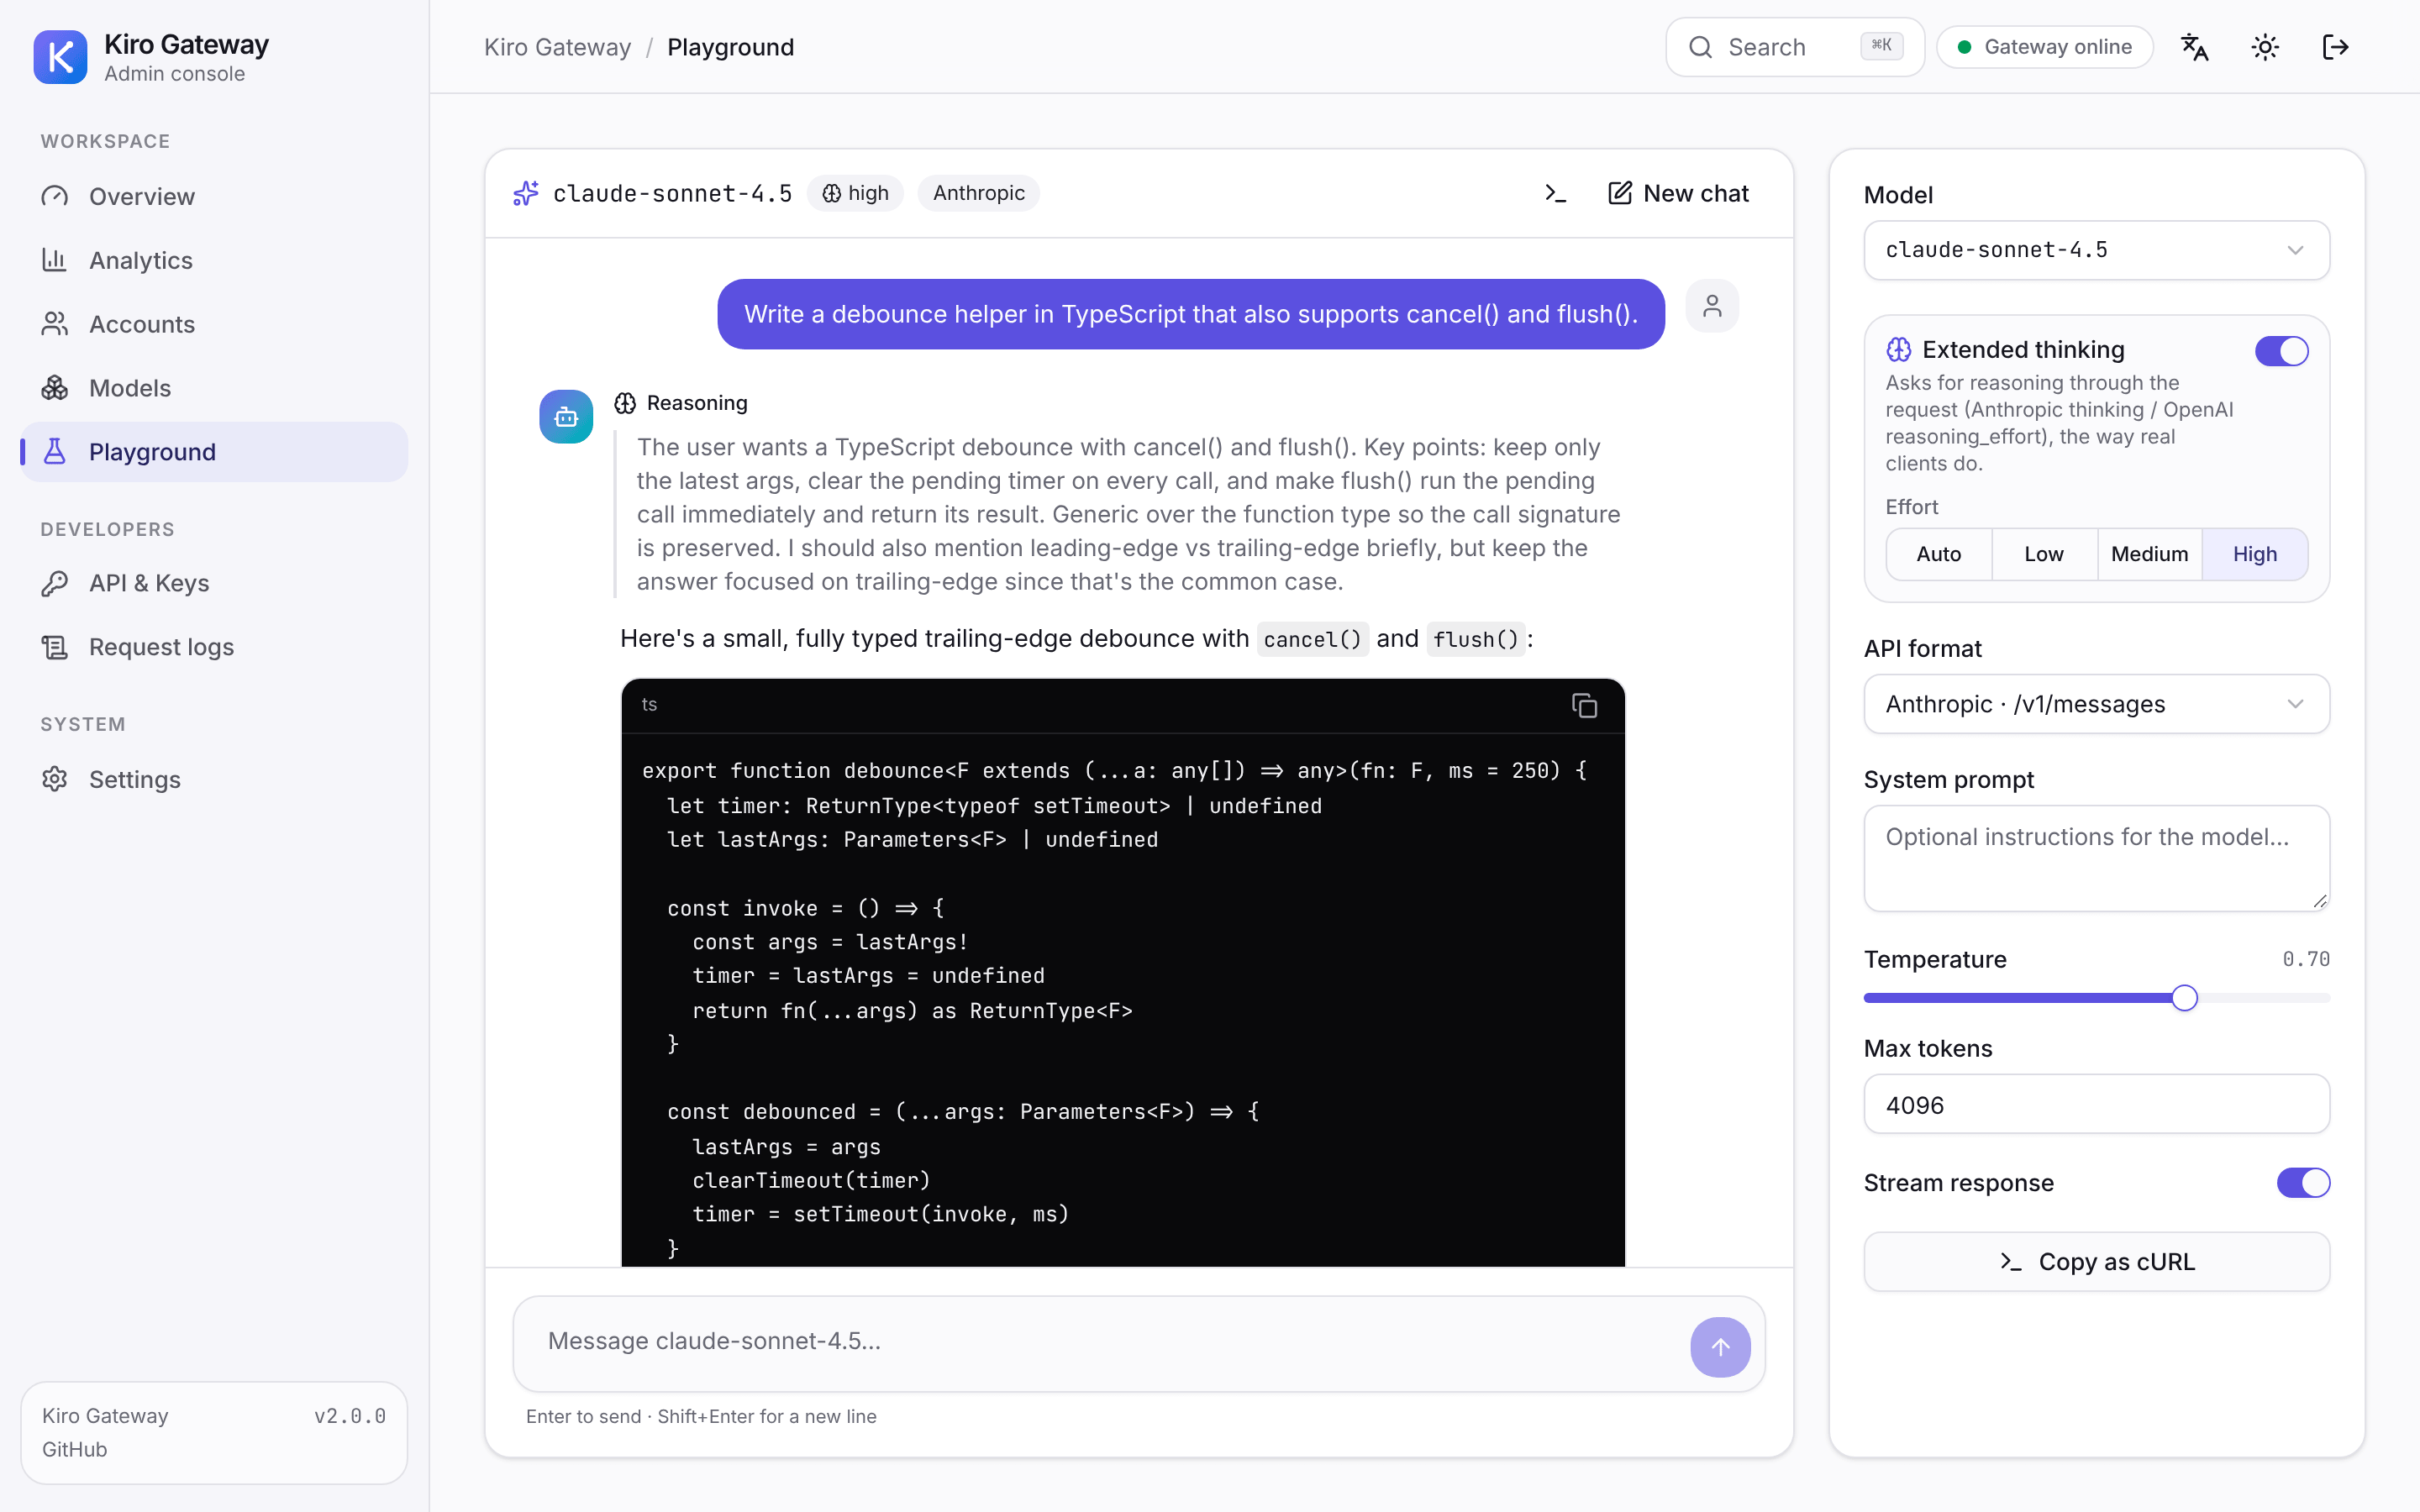 Kiro Gateway
Admin console
WORKSPACE
Overview
Analytics
Accounts
Models
Playground
DEVELOPERS
API & Keys
Request logs
SYSTEM
Settings
Kiro Gateway v2.0.0
GitHub
Kiro Gateway / Playground
Search ⌘K
Gateway online
claude-sonnet-4.5 high Anthropic
New chat
Write a debounce helper in TypeScript that also supports cancel() and flush().
Reasoning
The user wants a TypeScript debounce with cancel() and flush(). Key points: keep only
the latest args, clear the pending timer on every call, and make flush() run the pending
call immediately and return its result. Generic over the function type so the call signature
is preserved. I should also mention leading-edge vs trailing-edge briefly, but keep the
answer focused on trailing-edge since that's the common case.
Here's a small, fully typed trailing-edge debounce with cancel() and flush():
ts
export function debounce<F extends (...a: any[]) => any>(fn: F, ms = 250) {
  let timer: ReturnType<typeof setTimeout> | undefined
  let lastArgs: Parameters<F> | undefined
  const invoke = () => {
    const args = lastArgs!
    timer = lastArgs = undefined
    return fn(...args) as ReturnType<F>
  }
  const debounced = (...args: Parameters<F>) => {
    lastArgs = args
    clearTimeout(timer)
    timer = setTimeout(invoke, ms)
  }
Message claude-sonnet-4.5...
Enter to send · Shift+Enter for a new line
Model
claude-sonnet-4.5
Extended thinking
Asks for reasoning through the
request (Anthropic thinking / OpenAI
reasoning_effort), the way real
clients do.
Effort
Auto Low Medium High
API format
Anthropic · /v1/messages
System prompt
Optional instructions for the model...
Temperature 0.70
Max tokens
4096
Stream response
Copy as cURL